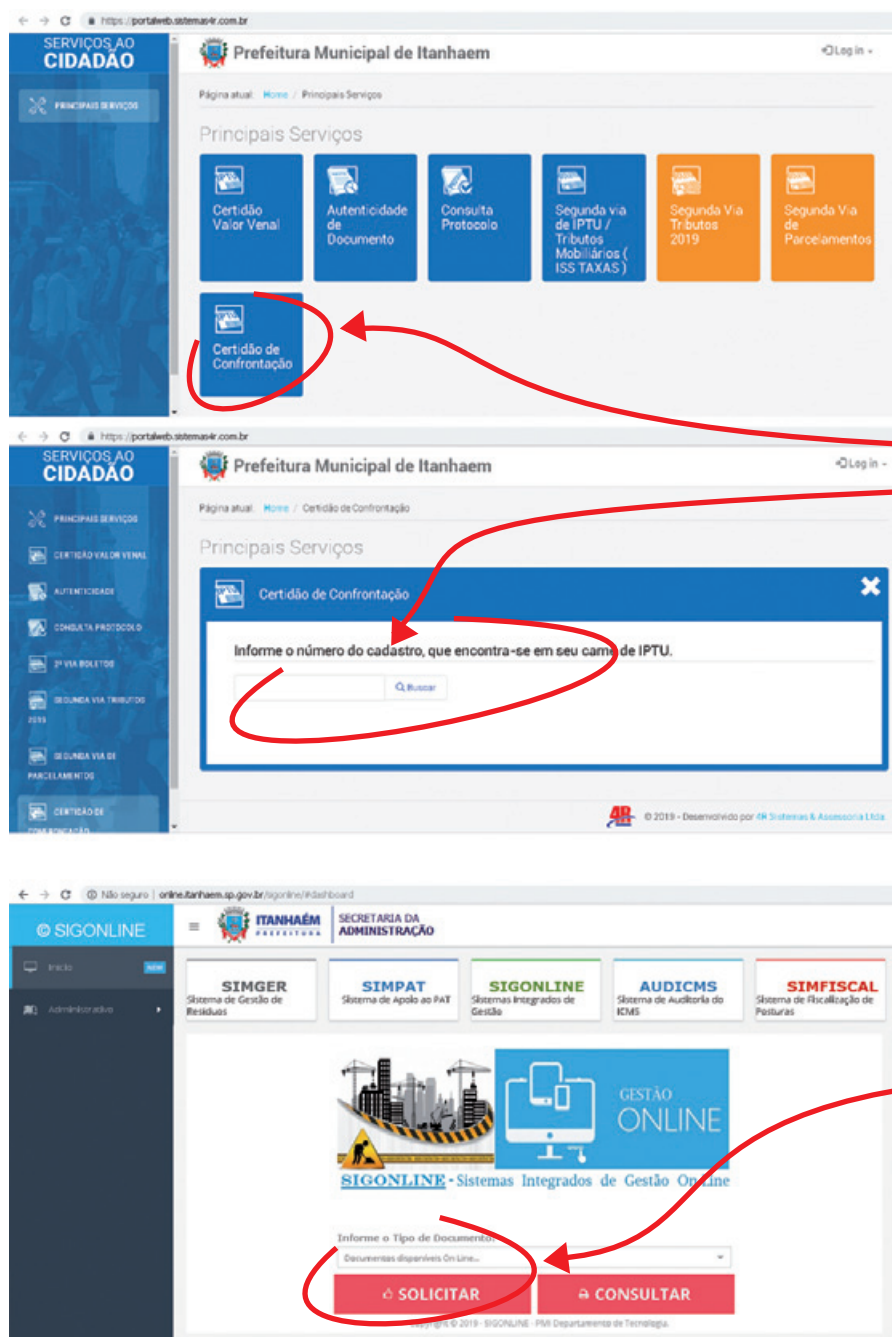 https://portalweb.sistemas4r.com.br
SERVIÇOS AO
CIDADÃO
PRINCIPAIS SERVIÇOS
Prefeitura Municipal de Itanhaem
Log in
Página atual: Home / Principais Serviços
Principais Serviços
Certidão
Valor Venal
Autenticidade
de
Documento
Consulta
Protocolo
Segunda via
de IPTU /
Tributos
Mobiliários (
ISS TAXAS )
Segunda Via
Tributos
2019
Segunda Via
de
Parcelamentos
Certidão de
Confrontação
https://portalweb.sistemas4r.com.br
SERVIÇOS AO
CIDADÃO
PRINCIPAIS SERVIÇOS
CERTIDÃO VALOR VENAL
AUTENTICIDADE
CONSULTA PROTOCOLO
2ª VIA BOLETOS
SEGUNDA VIA TRIBUTOS
2019
SEGUNDA VIA DE
PARCELAMENTOS
CERTIDÃO DE
CONFRONTAÇÃO
Prefeitura Municipal de Itanhaem
Log in
Página atual: Home / Certidão de Confrontação
Principais Serviços
Certidão de Confrontação
Informe o número do cadastro, que encontra-se em seu carne de IPTU.
Buscar
4R
© 2019 - Desenvolvido por 4R Sistemas & Assessoria Ltda
Não seguro | online.itanhaem.sp.gov.br/sigonline/#dashboard
© SIGONLINE
Inicio NEW
Administrativo
ITANHAÉM
PREFEITURA
SECRETARIA DA
ADMINISTRAÇÃO
SIMGER
Sistema de Gestão de
Resíduos
SIMPAT
Sistema de Apoio ao PAT
SIGONLINE
Sistemas Integrados de
Gestão
AUDICMS
Sistema de Auditoria do
ICMS
SIMFISCAL
Sistema de Fiscalização de
Posturas
GESTÃO
ONLINE
SIGONLINE - Sistemas Integrados de Gestão On Line
Informe o Tipo de Documento:
Documentos disponíveis On Line...
SOLICITAR
CONSULTAR
Copyright © 2019 - SIGONLINE - PMI Departamento de Tecnologia.